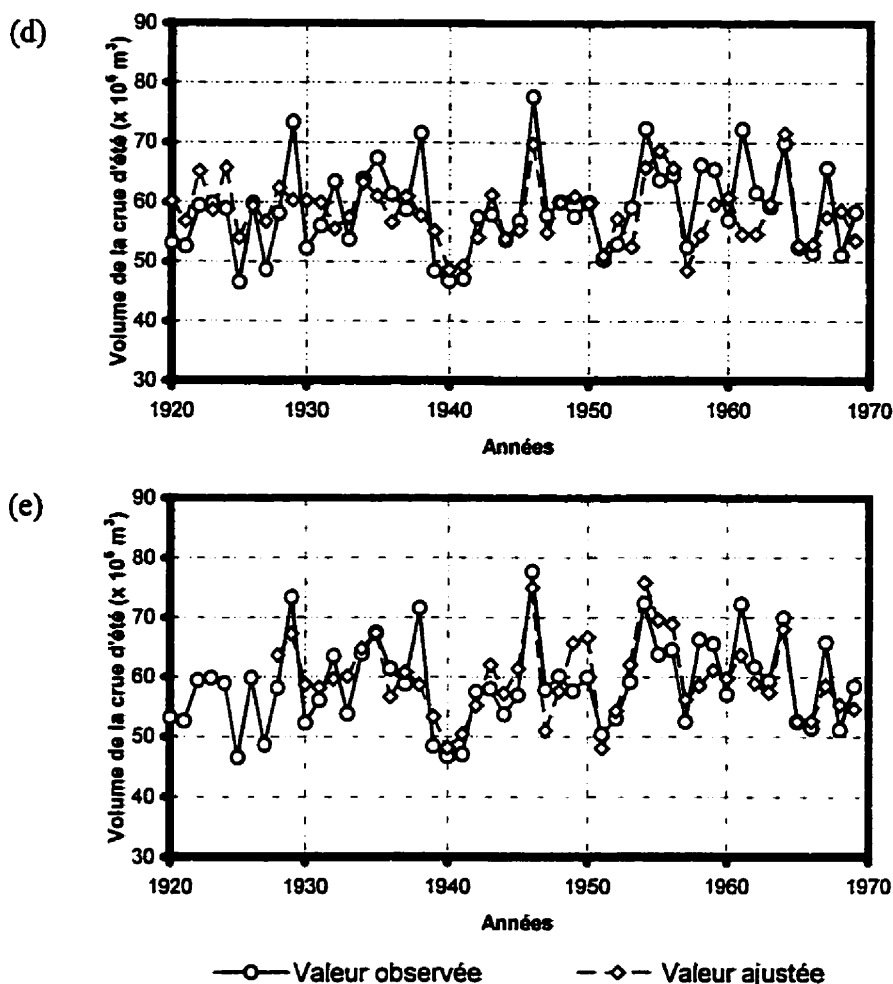 (d)
Volume de la crue d'été (x 10⁶ m³)
90
80
70
60
50
40
30
1920 1930 1940 1950 1960 1970
Années
(e)
Volume de la crue d'été (x 10⁶ m³)
90
80
70
60
50
40
30
1920 1930 1940 1950 1960 1970
Années
Valeur observée Valeur ajustée